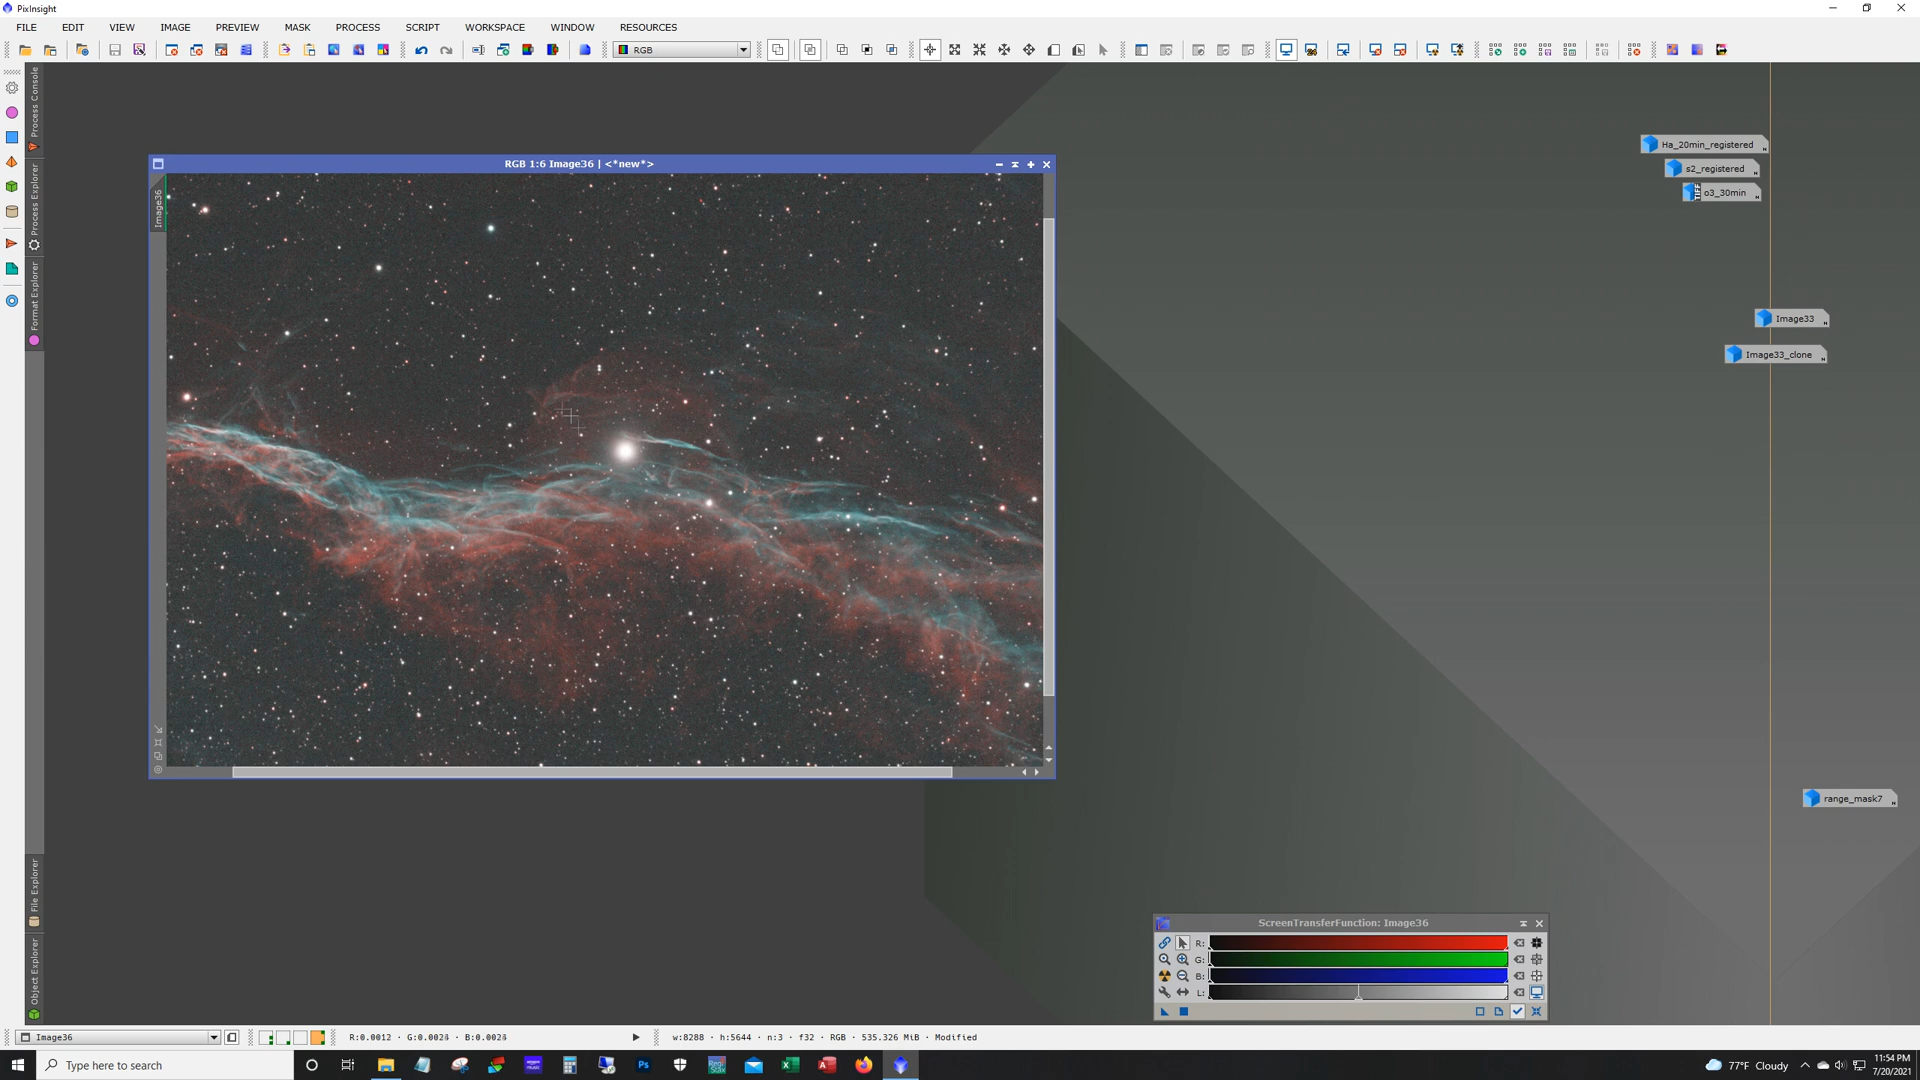 PixInsight
FILE EDIT VIEW IMAGE PREVIEW MASK PROCESS SCRIPT WORKSPACE WINDOW RESOURCES
RGB
Process Console
Process Explorer
Format Explorer
File Explorer
Object Explorer
RGB 1:6 Image36 | <*new*>
Image36
Ha_20min_registered
s2_registered
o3_30min
Image33
Image33_clone
range_mask7
ScreenTransferFunction: Image36
R:
G:
B:
L:
Image36
R:0.0012 · G:0.0024 · B:0.0024
w:8288 · h:5644 · n:3 · f32 · RGB · 535.326 MiB · Modified
Type here to search
Ps
77°F Cloudy
11:54 PM
7/20/2021